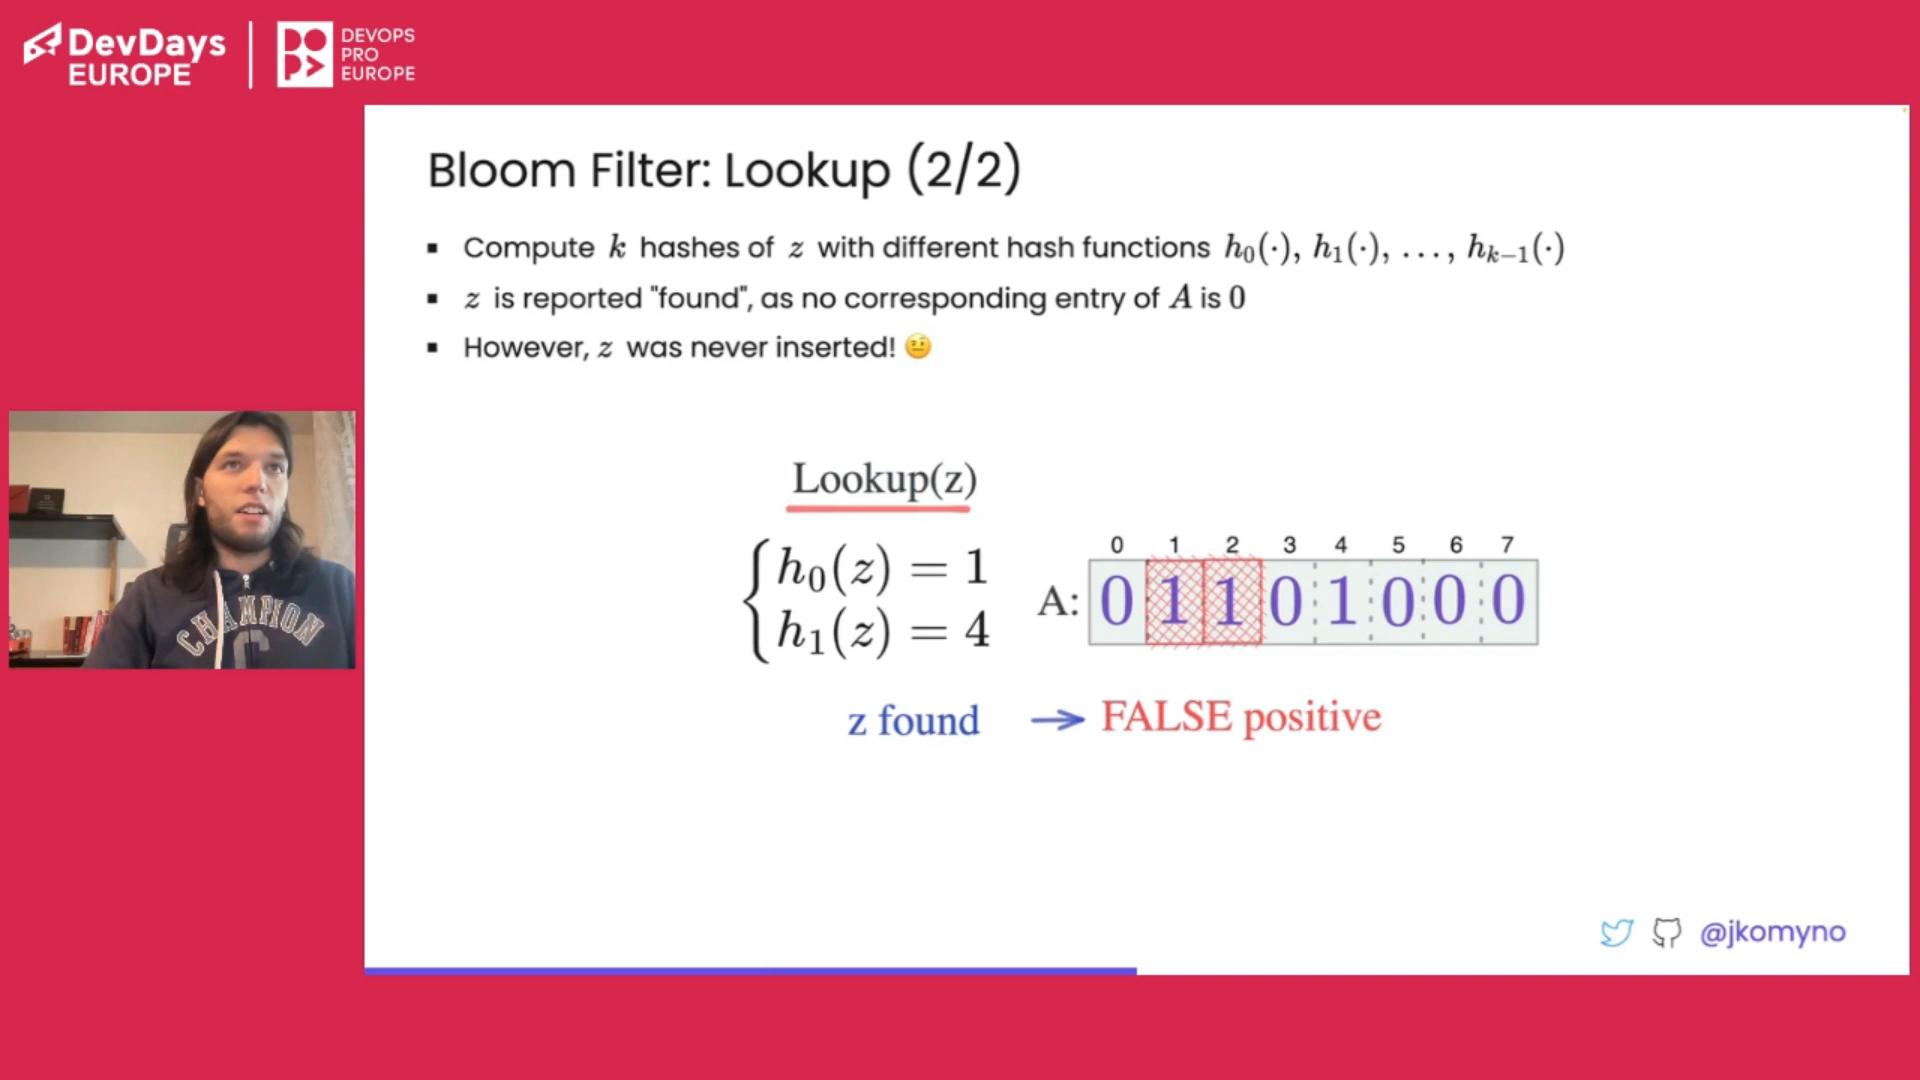 DevDays
EUROPE
DEVOPS
PRO
EUROPE
Bloom Filter: Lookup (2/2)
▪ Compute k hashes of z with different hash functions h₀(·), h₁(·), …, hₖ₋₁(·)
▪ z is reported "found", as no corresponding entry of A is 0
▪ However, z was never inserted! 🤨
Lookup(z)
h₀(z) = 1
h₁(z) = 4
0 1 2 3 4 5 6 7
A: 0 1 1 0 1 0 0 0
z found → FALSE positive
CHAMPION
C
@jkomyno